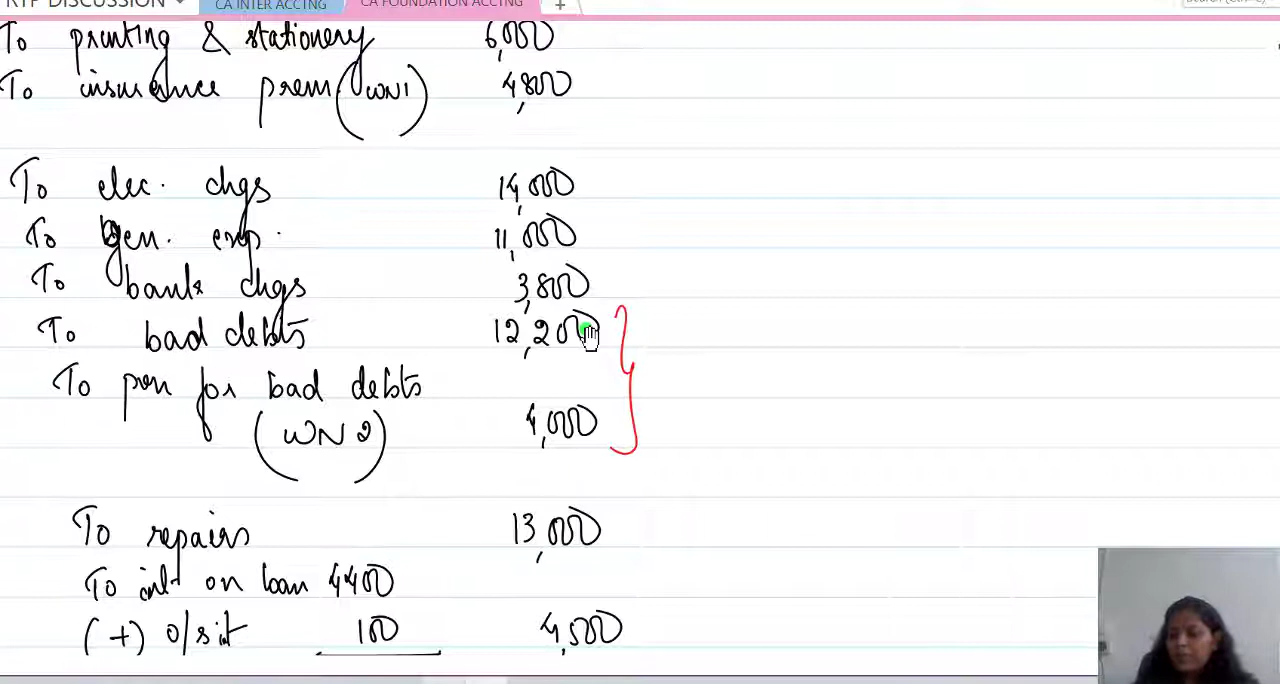 RTP DISCUSSION
CA INTER ACCTNG
CA FOUNDATION ACCTNG
To printing & stationery 6,000
To insurance prem (WN1) 4,800
To elec. chgs 14,000
To gen. exp. 11,000
To bank chgs 3,800
To bad debts 12,200
To prov for bad debts
(WN 2) 4,000
To repairs 13,000
To int on loan 4400
(+) o/s int 100 4,500